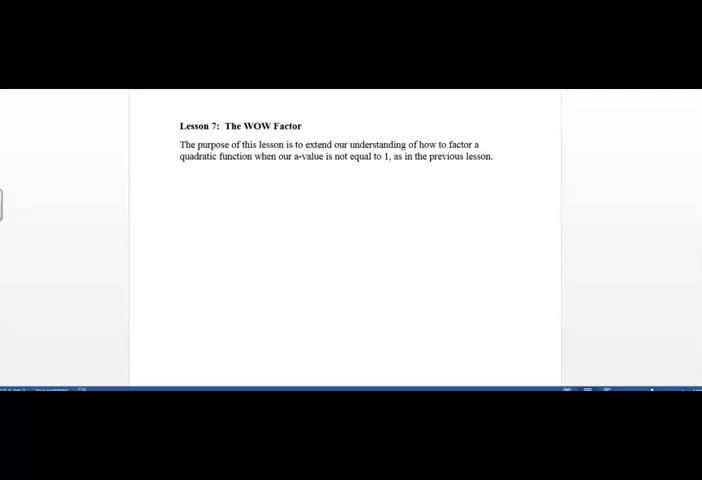 Lesson 7: The WOW Factor
The purpose of this lesson is to extend our understanding of how to factor a
quadratic function when our a-value is not equal to 1, as in the previous lesson.